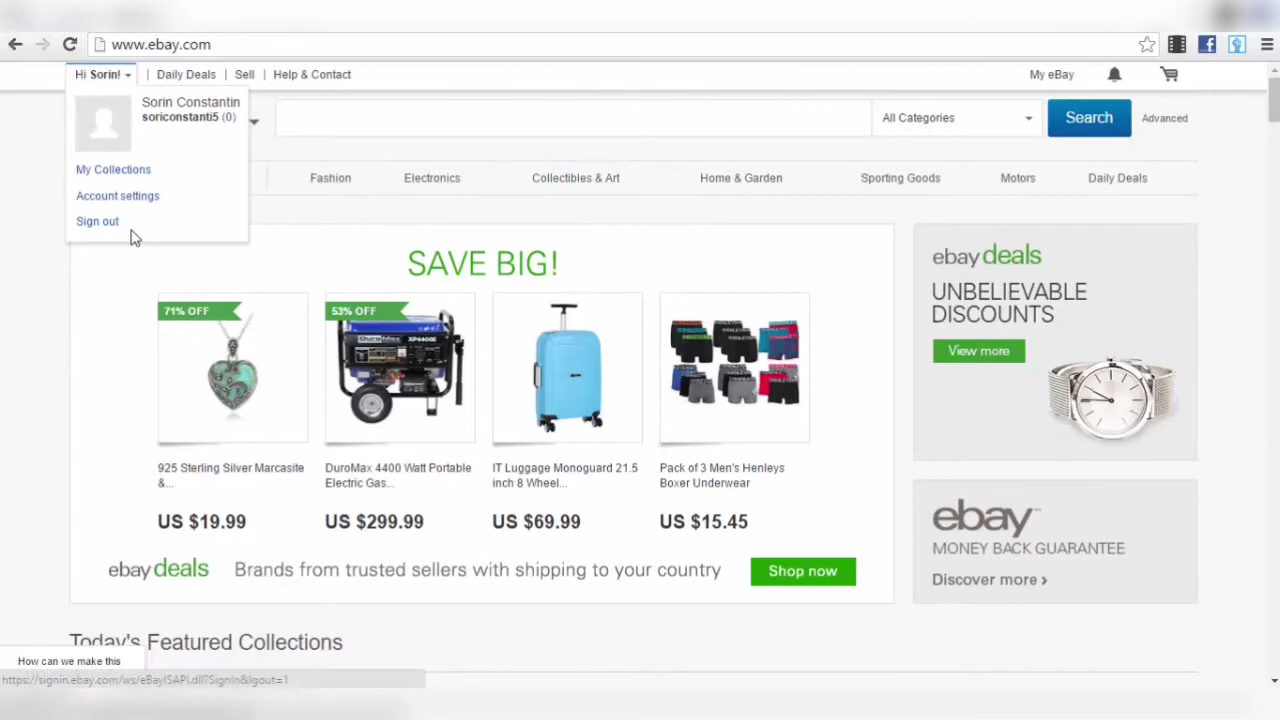 www.ebay.com
Hi Sorin!
Daily Deals
Sell
Help & Contact
My eBay
Sorin Constantin
soriconstanti5 (0)
My Collections
Account settings
Sign out
All Categories
Search
Advanced
Fashion
Electronics
Collectibles & Art
Home & Garden
Sporting Goods
Motors
Daily Deals
SAVE BIG!
71% OFF
925 Sterling Silver Marcasite
&...
US $19.99
53% OFF
DuroMax
XP4400E
DuroMax 4400 Watt Portable
Electric Gas...
US $299.99
IT Luggage Monoguard 21.5
inch 8 Wheel...
US $69.99
Pack of 3 Men's Henleys
Boxer Underwear
US $15.45
ebay deals
Brands from trusted sellers with shipping to your country
Shop now
ebay deals
UNBELIEVABLE
DISCOUNTS
View more
ebay™
MONEY BACK GUARANTEE
Discover more ›
Today's Featured Collections
How can we make this
https://signin.ebay.com/ws/eBayISAPI.dll?SignIn&lgout=1